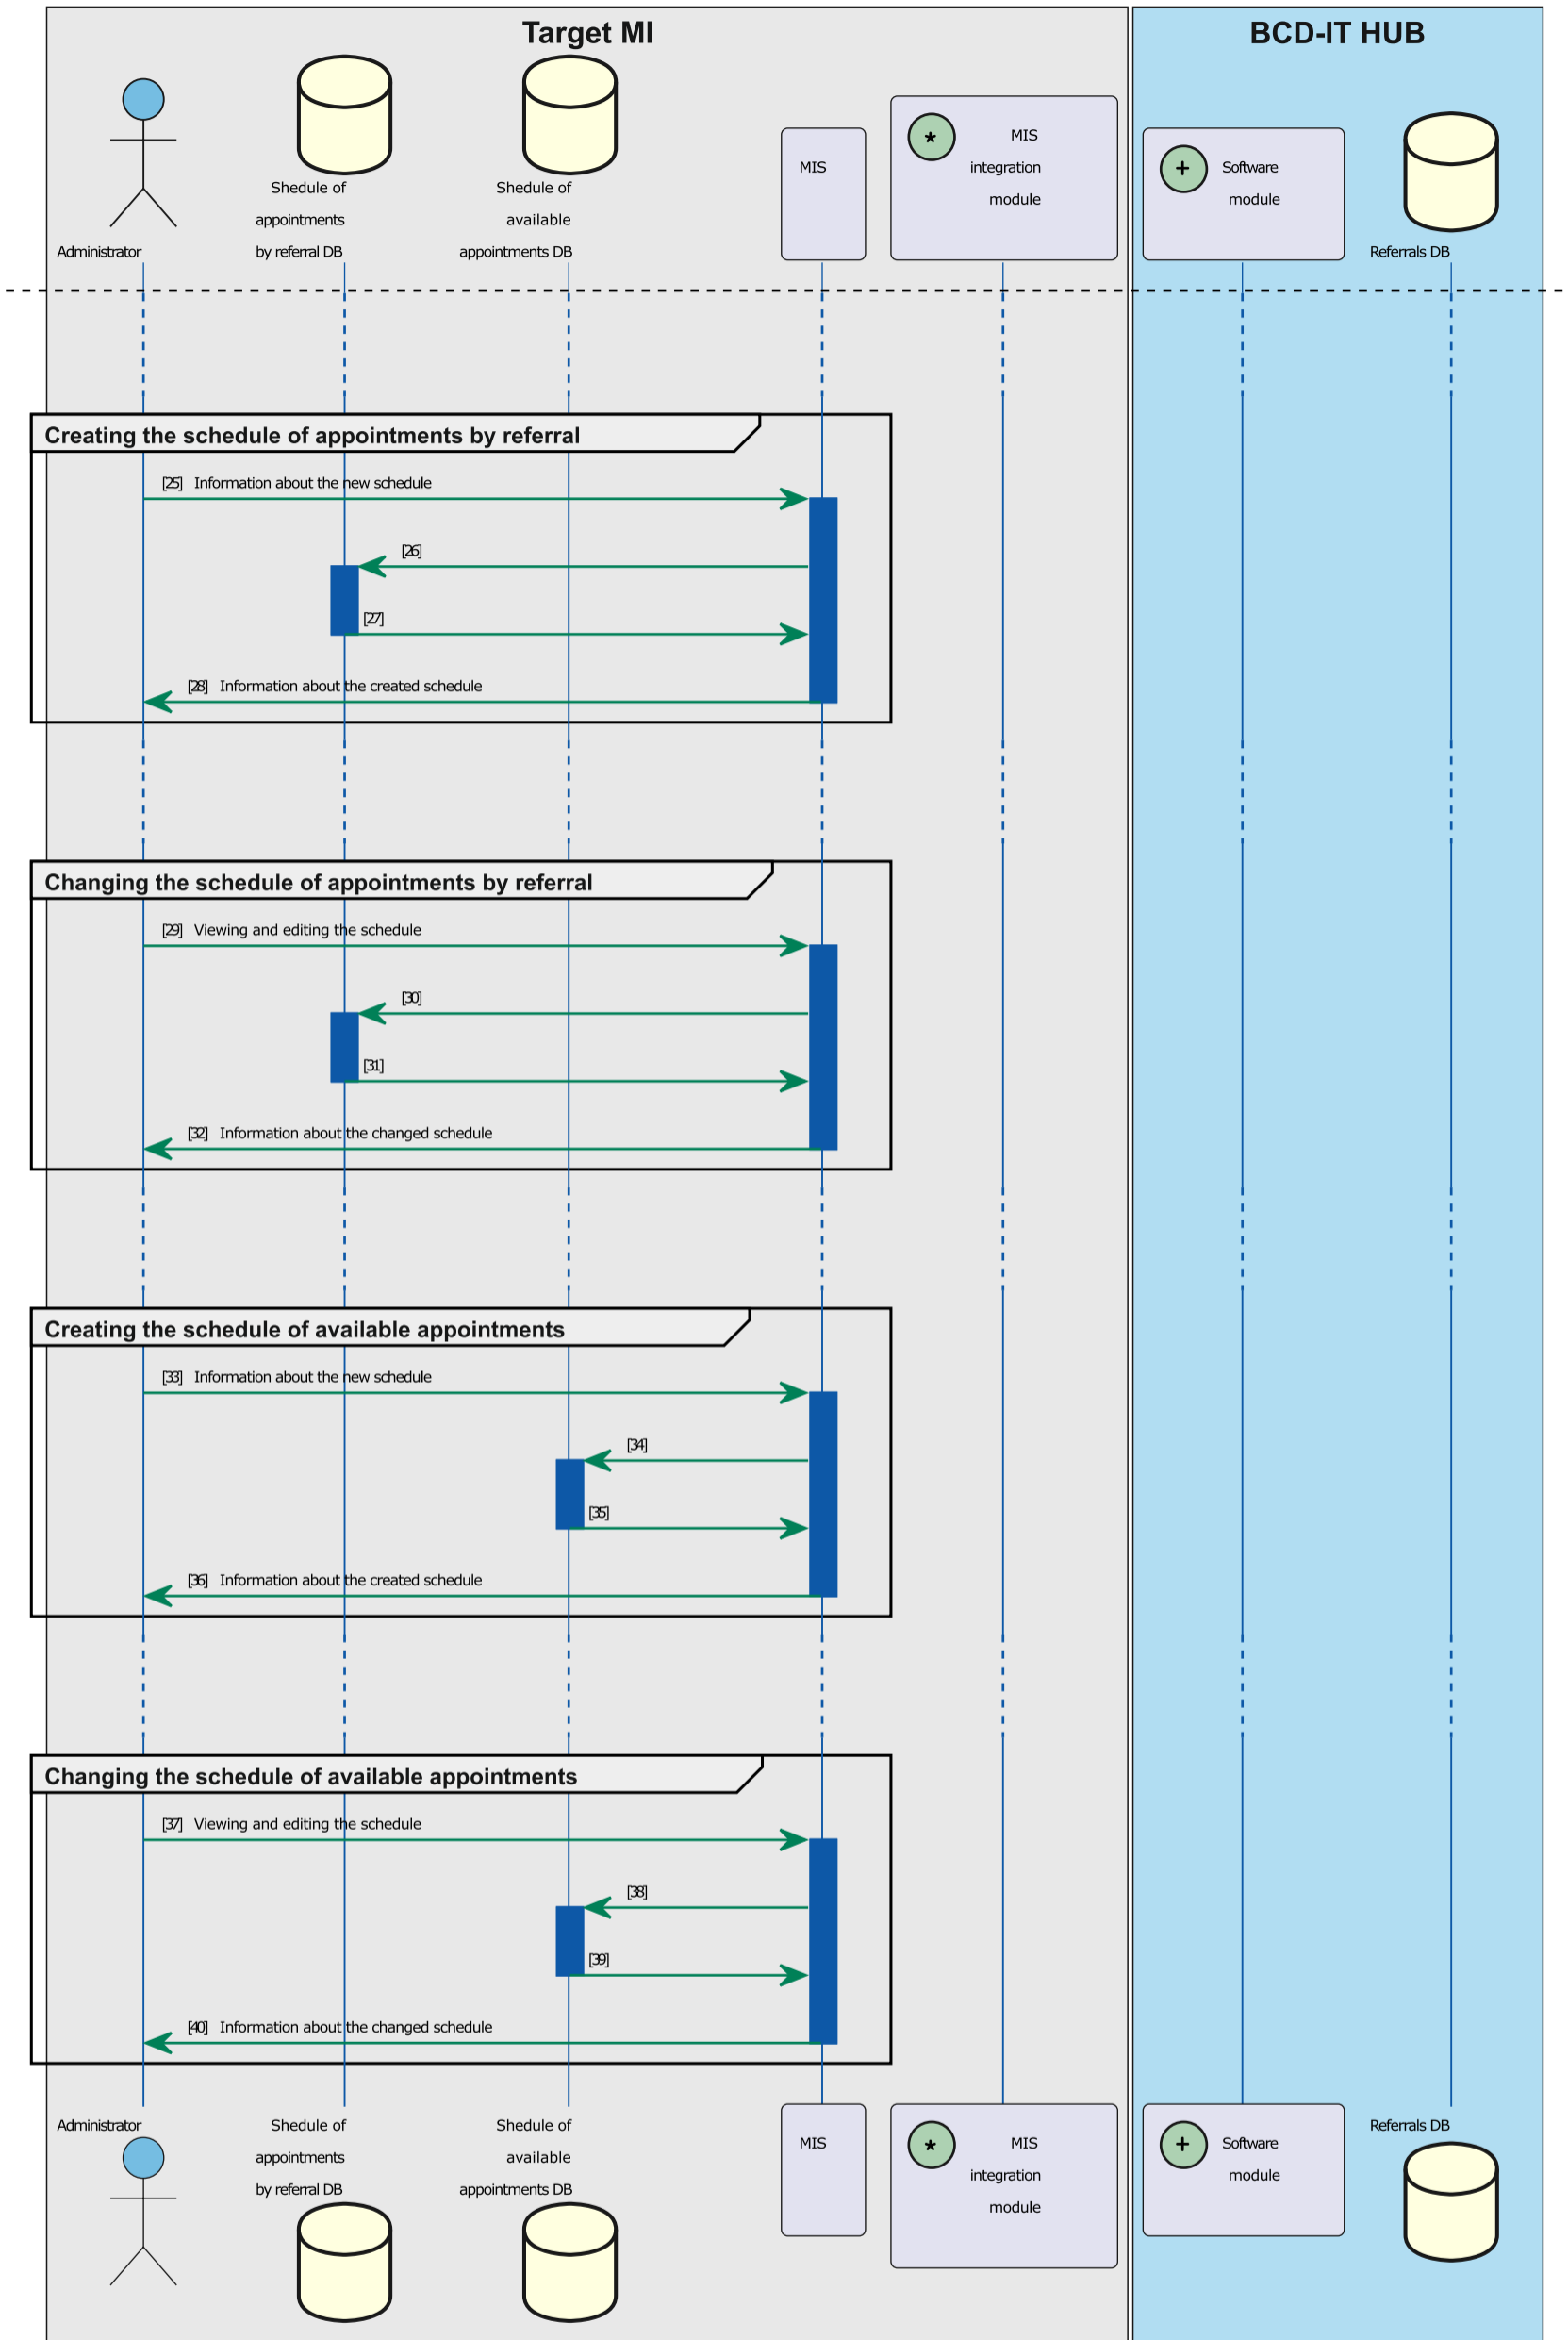 Target MI
BCD-IT HUB
Administrator
Shedule of
appointments
by referral DB
Shedule of
available
appointments DB
MIS
*
MIS
integration
module
+
Software
module
Referrals DB
Creating the schedule of appointments by referral
[25] Information about the new schedule
[26]
[27]
[28] Information about the created schedule
Changing the schedule of appointments by referral
[29] Viewing and editing the schedule
[30]
[31]
[32] Information about the changed schedule
Creating the schedule of available appointments
[33] Information about the new schedule
[34]
[35]
[36] Information about the created schedule
Changing the schedule of available appointments
[37] Viewing and editing the schedule
[38]
[39]
[40] Information about the changed schedule
Administrator
Shedule of
appointments
by referral DB
Shedule of
available
appointments DB
MIS
*
MIS
integration
module
+
Software
module
Referrals DB